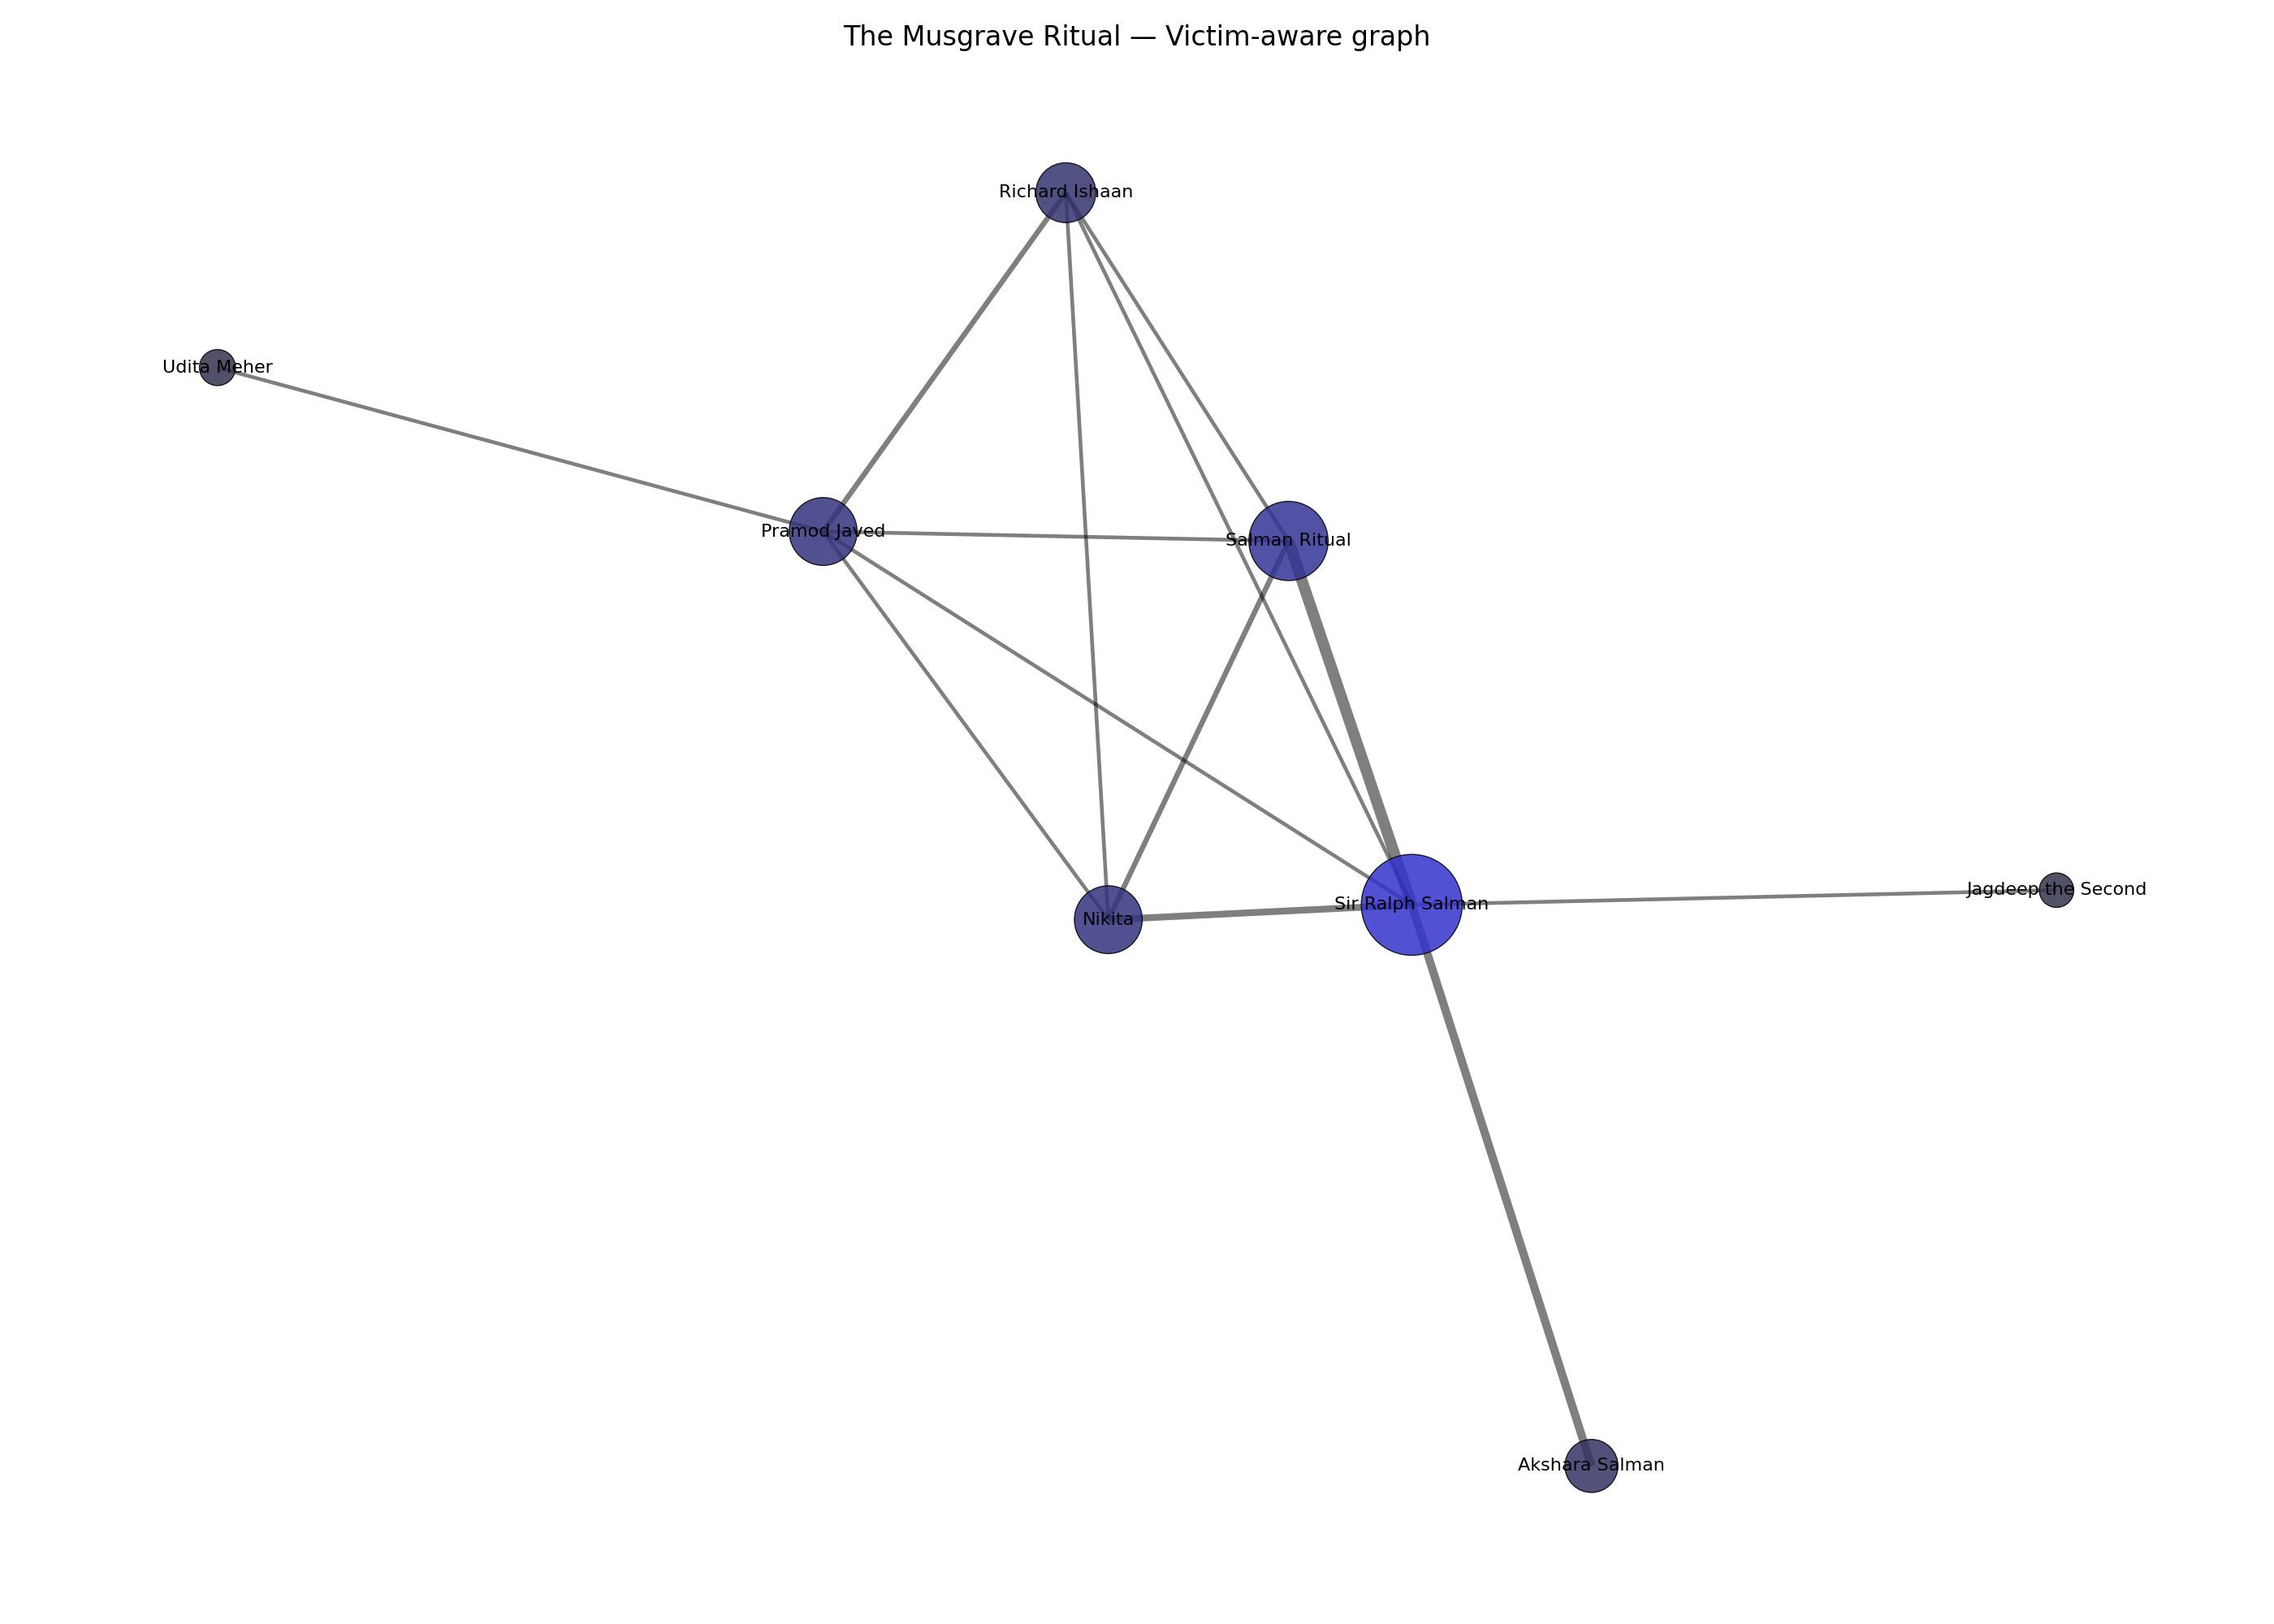 The Musgrave Ritual — Victim-aware graph
Richard Ishaan
Udita Meher
Pramod Javed
Salman Ritual
Jagdeep the Second
Sir Ralph Salman
Nikita
Akshara Salman